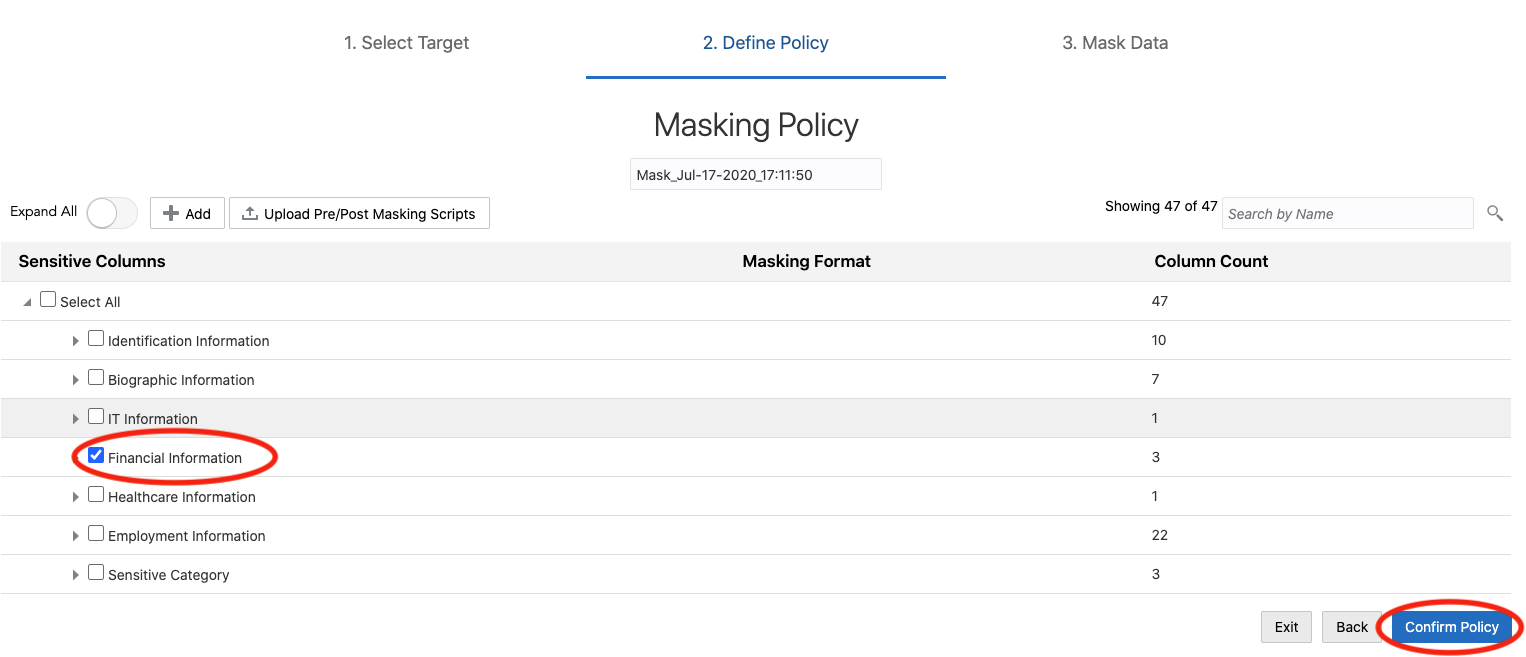 1. Select Target 2. Define Policy 3. Mask Data
Masking Policy
Mask_Jul-17-2020_17:11:50
Expand All Add Upload Pre/Post Masking Scripts Showing 47 of 47 Search by Name
Sensitive Columns Masking Format Column Count
Select All 47
Identification Information 10
Biographic Information 7
IT Information 1
Financial Information 3
Healthcare Information 1
Employment Information 22
Sensitive Category 3
Exit Back Confirm Policy